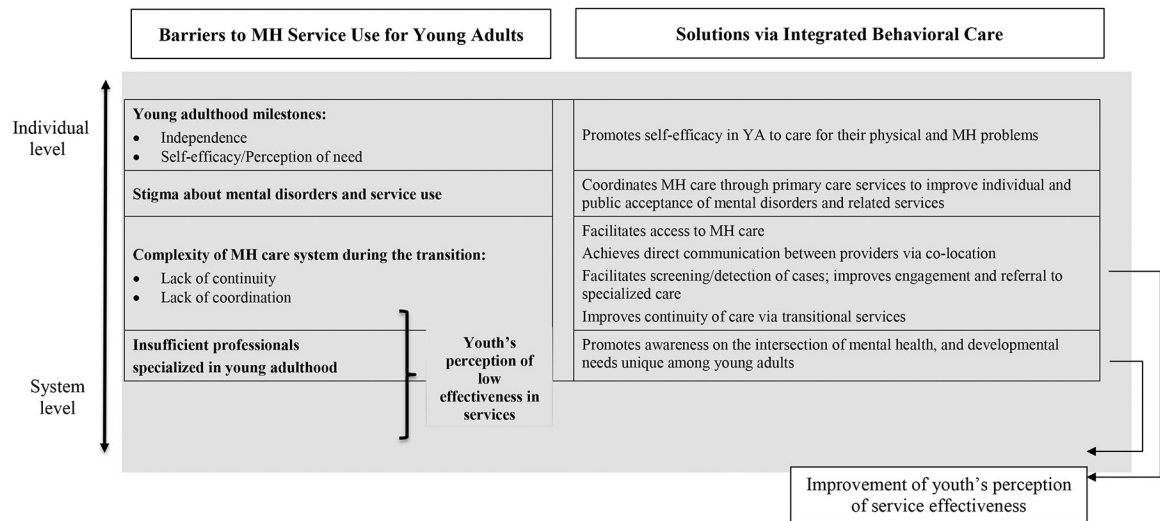 Barriers to MH Service Use for Young Adults
Solutions via Integrated Behavioral Care
Individual
level
Young adulthood milestones:
• Independence
• Self-efficacy/Perception of need
Promotes self-efficacy in YA to care for their physical and MH problems
Stigma about mental disorders and service use
Coordinates MH care through primary care services to improve individual and
public acceptance of mental disorders and related services
Complexity of MH care system during the transition:
• Lack of continuity
• Lack of coordination
Facilitates access to MH care
Achieves direct communication between providers via co-location
Facilitates screening/detection of cases; improves engagement and referral to
specialized care
Improves continuity of care via transitional services
Insufficient professionals
specialized in young adulthood
Youth’s
perception of
low
effectiveness in
services
Promotes awareness on the intersection of mental health, and developmental
needs unique among young adults
System
level
Improvement of youth’s perception
of service effectiveness